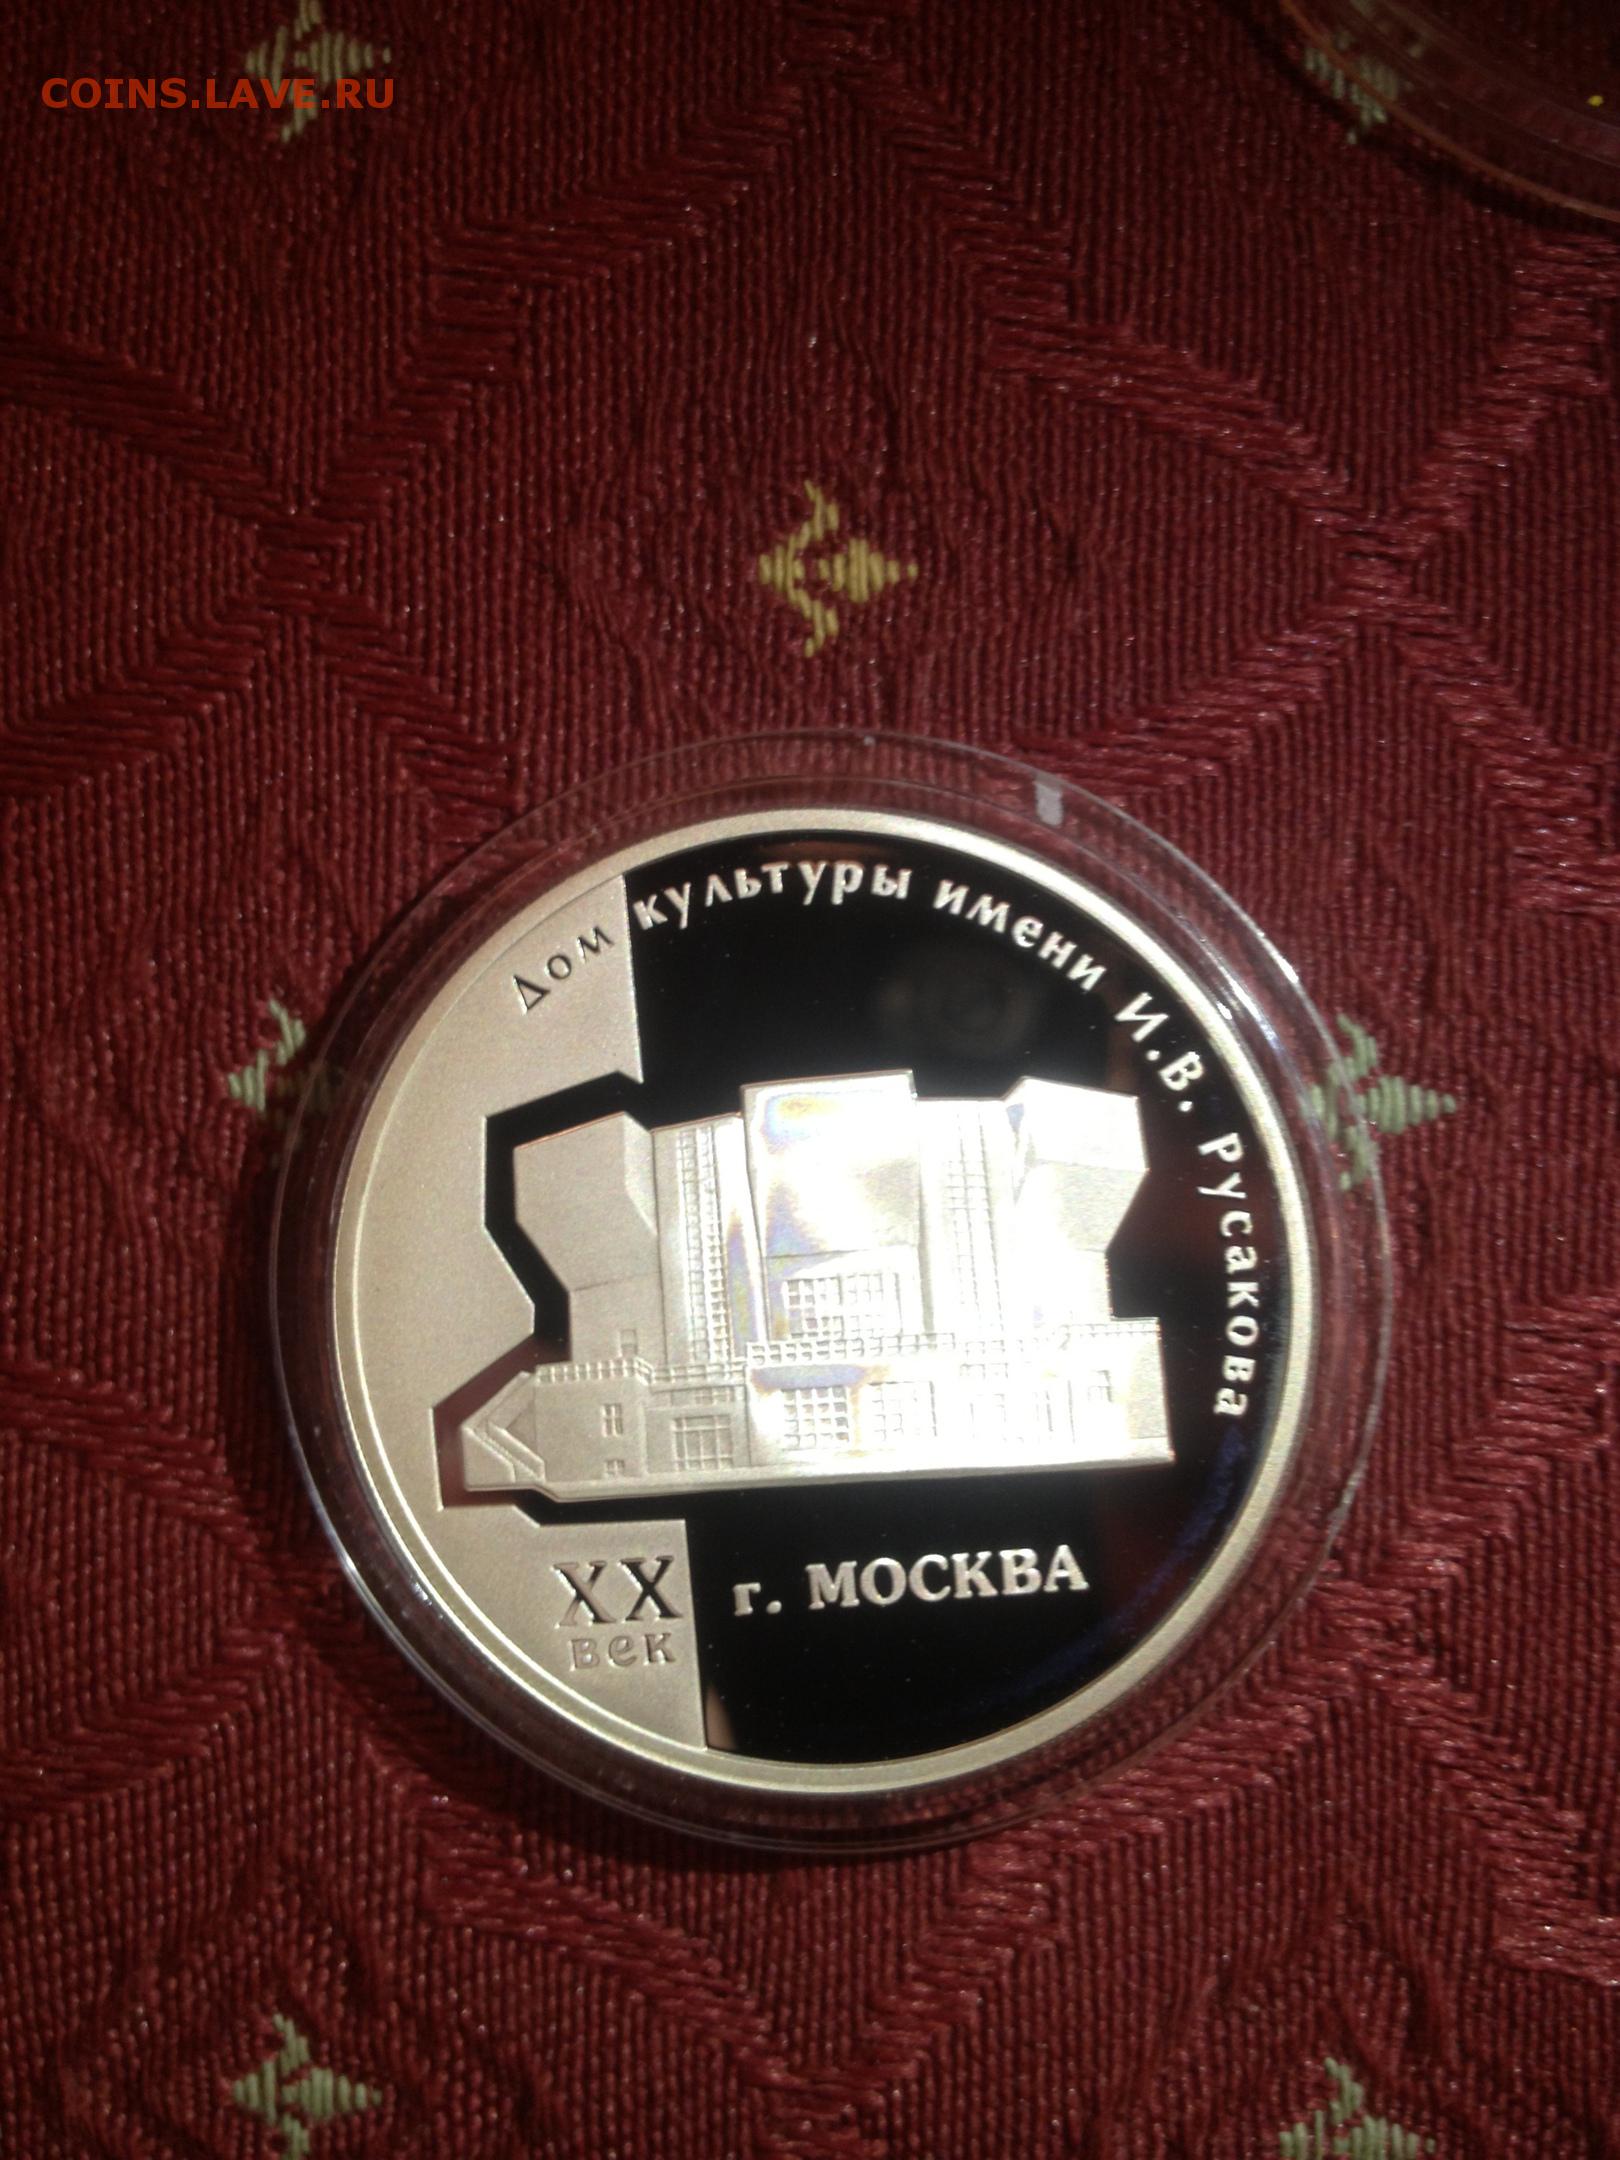 COINS.LAVE.RU
Дом культуры имени И.В. Русакова
XX
век
г. МОСКВА